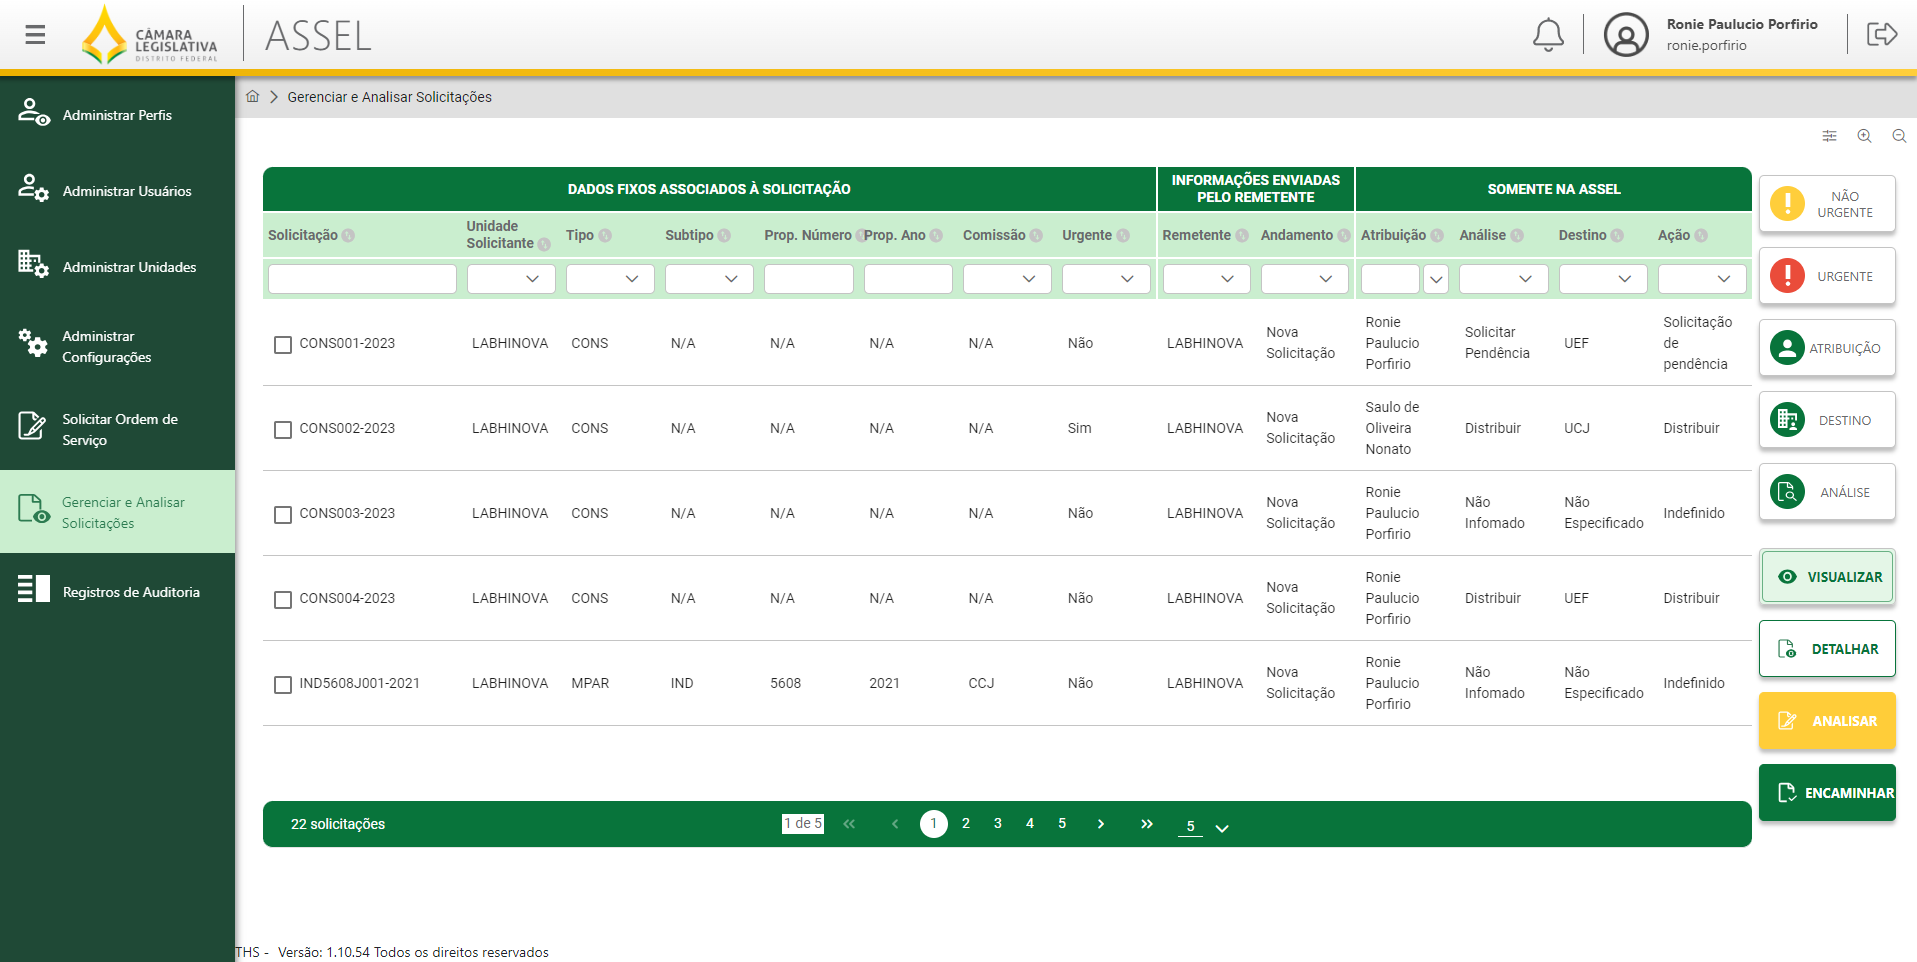 CÂMARA
LEGISLATIVA
DISTRITO FEDERAL
ASSEL
Ronie Paulucio Porfirio
ronie.porfirio
Administrar Perfis
Administrar Usuários
Administrar Unidades
Administrar
Configurações
Solicitar Ordem de
Serviço
Gerenciar e Analisar
Solicitações
Registros de Auditoria
Gerenciar e Analisar Solicitações
DADOS FIXOS ASSOCIADOS À SOLICITAÇÃO
INFORMAÇÕES ENVIADAS
PELO REMETENTE
SOMENTE NA ASSEL
Solicitação
Unidade
Solicitante
Tipo
Subtipo
Prop. Número
Prop. Ano
Comissão
Urgente
Remetente
Andamento
Atribuição
Análise
Destino
Ação
CONS001-2023
LABHINOVA
CONS
N/A
N/A
N/A
N/A
Não
LABHINOVA
Nova
Solicitação
Ronie
Paulucio
Porfirio
Solicitar
Pendência
UEF
Solicitação
de
pendência
CONS002-2023
LABHINOVA
CONS
N/A
N/A
N/A
N/A
Sim
LABHINOVA
Nova
Solicitação
Saulo de
Oliveira
Nonato
Distribuir
UCJ
Distribuir
CONS003-2023
LABHINOVA
CONS
N/A
N/A
N/A
N/A
Não
LABHINOVA
Nova
Solicitação
Ronie
Paulucio
Porfirio
Não
Infomado
Não
Especificado
Indefinido
CONS004-2023
LABHINOVA
CONS
N/A
N/A
N/A
N/A
Não
LABHINOVA
Nova
Solicitação
Ronie
Paulucio
Porfirio
Distribuir
UEF
Distribuir
IND5608J001-2021
LABHINOVA
MPAR
IND
5608
2021
CCJ
Não
LABHINOVA
Nova
Solicitação
Ronie
Paulucio
Porfirio
Não
Infomado
Não
Especificado
Indefinido
22 solicitações
1 de 5
1
2
3
4
5
5
NÃO
URGENTE
URGENTE
ATRIBUIÇÃO
DESTINO
ANÁLISE
VISUALIZAR
DETALHAR
ANALISAR
ENCAMINHAR
THS - Versão: 1.10.54 Todos os direitos reservados